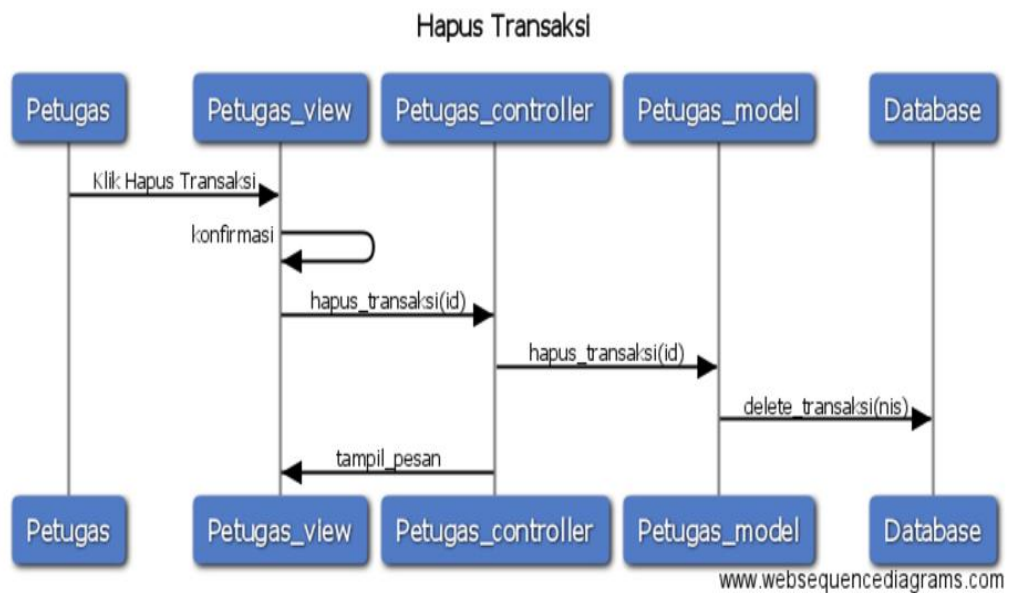 Hapus Transaksi
Petugas
Petugas_view
Petugas_controller
Petugas_model
Database
Klik Hapus Transaksi
konfirmasi
hapus_transaksi(id)
hapus_transaksi(id)
delete_transaksi(nis)
tampil_pesan
Petugas
Petugas_view
Petugas_controller
Petugas_model
Database
www.websequencediagrams.com